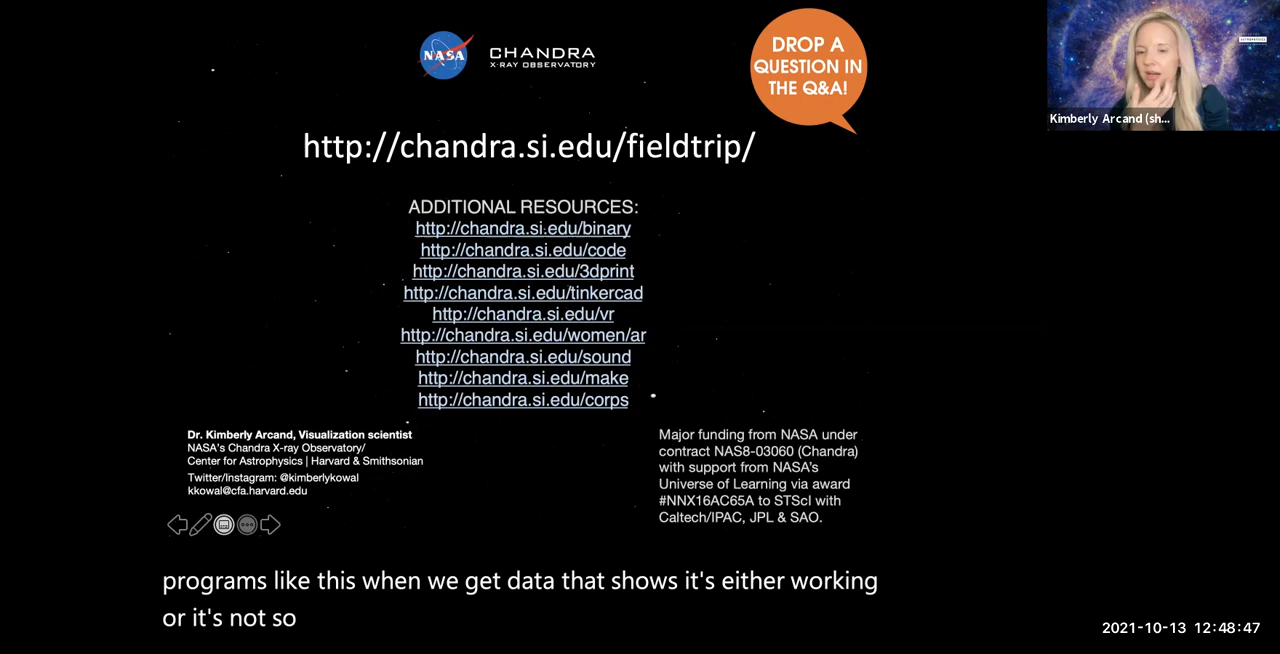 NASA
CHANDRA
X-RAY OBSERVATORY
DROP A
QUESTION IN
THE Q&A!
Kimberly Arcand (sh...
http://chandra.si.edu/fieldtrip/
ADDITIONAL RESOURCES:
http://chandra.si.edu/binary
http://chandra.si.edu/code
http://chandra.si.edu/3dprint
http://chandra.si.edu/tinkercad
http://chandra.si.edu/vr
http://chandra.si.edu/women/ar
http://chandra.si.edu/sound
http://chandra.si.edu/make
http://chandra.si.edu/corps
Dr. Kimberly Arcand, Visualization scientist
NASA's Chandra X-ray Observatory/
Center for Astrophysics | Harvard & Smithsonian
Twitter/Instagram: @kimberlykowal
kkowal@cfa.harvard.edu
Major funding from NASA under
contract NAS8-03060 (Chandra)
with support from NASA's
Universe of Learning via award
#NNX16AC65A to STScI with
Caltech/IPAC, JPL & SAO.
programs like this when we get data that shows it's either working
or it's not so
2021-10-13 12:48:47